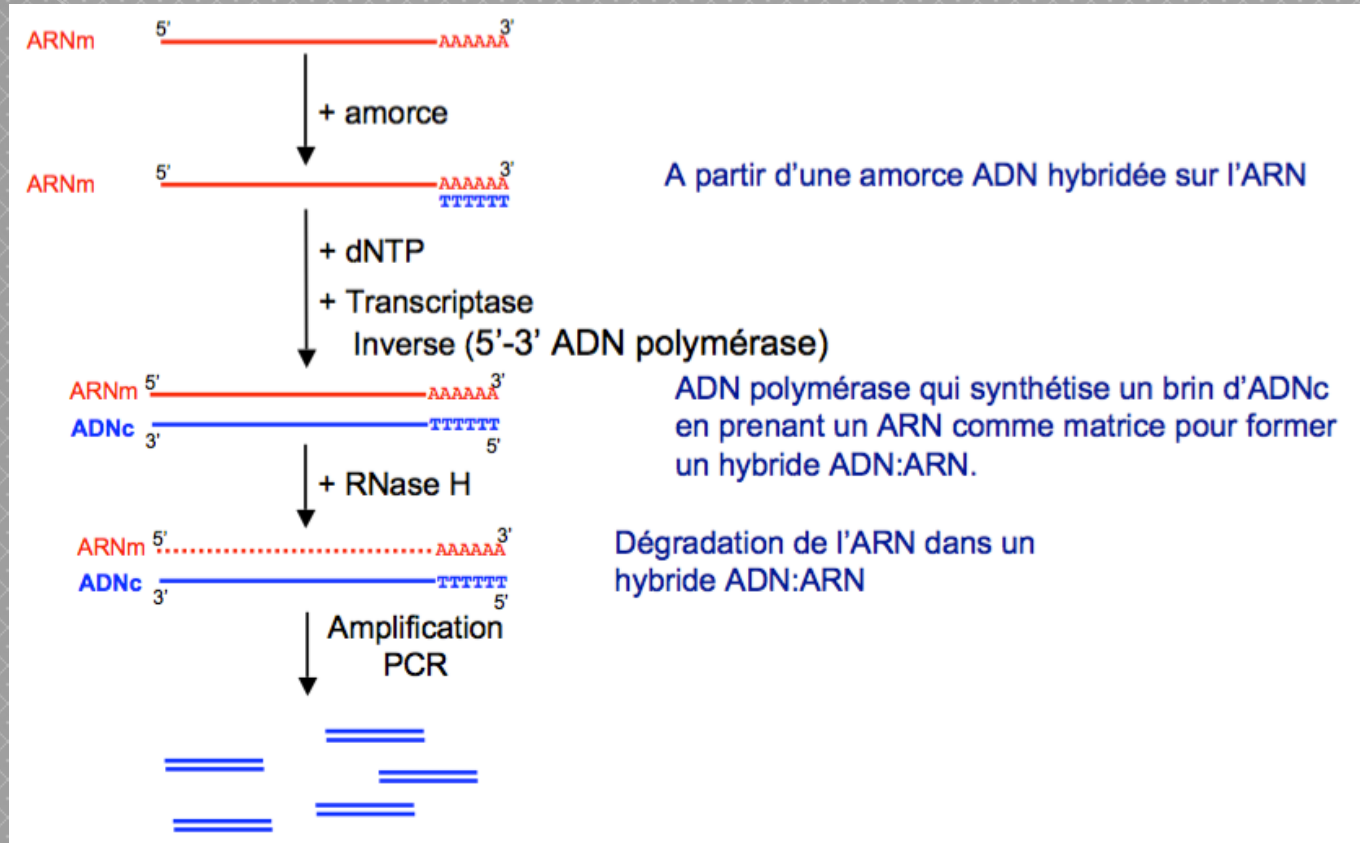 5' 3'
ARNm AAAAAA
+ amorce
5' 3'
ARNm AAAAAA
TTTTTT
A partir d'une amorce ADN hybridée sur l'ARN
+ dNTP
+ Transcriptase
Inverse (5'-3' ADN polymérase)
ARNm 5' AAAAAA 3'
ADNc 3' TTTTTT 5'
ADN polymérase qui synthétise un brin d'ADNc
en prenant un ARN comme matrice pour former
un hybride ADN:ARN.
+ RNase H
ARNm 5' AAAAAA 3'
ADNc 3' TTTTTT 5'
Dégradation de l'ARN dans un
hybride ADN:ARN
Amplification
PCR